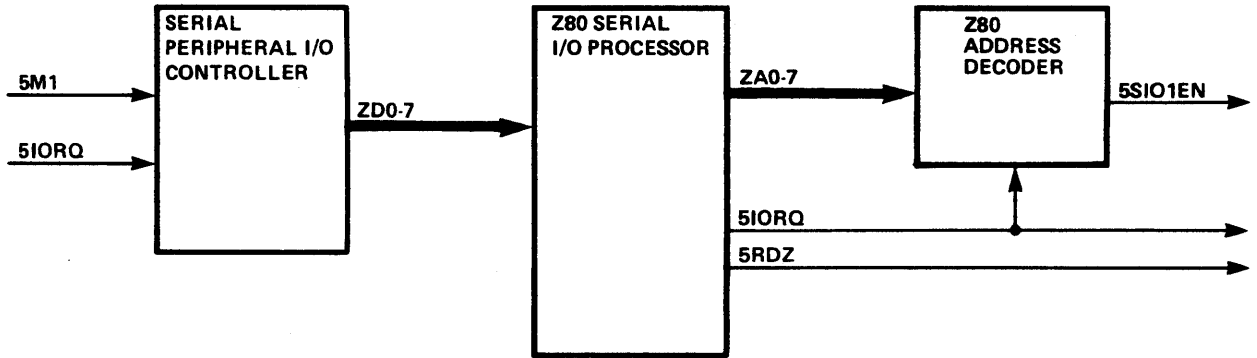 SERIAL
PERIPHERAL I/O
CONTROLLER
5M1
5IORQ
ZD0-7
Z80 SERIAL
I/O PROCESSOR
ZA0-7
Z80
ADDRESS
DECODER
5SIO1EN
5IORQ
5RDZ